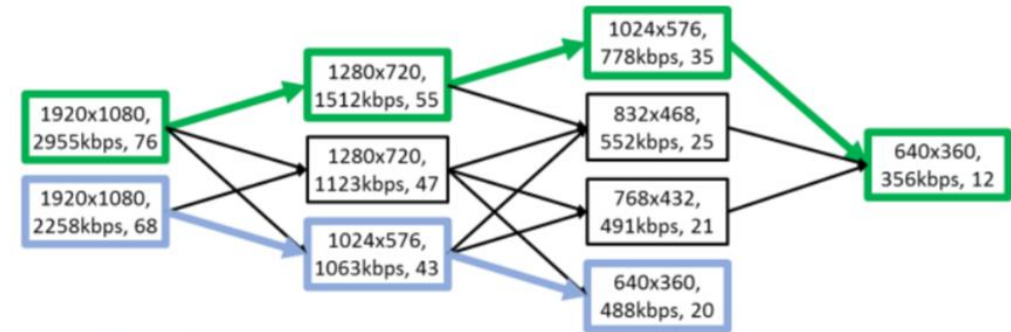 1920x1080,
2955kbps, 76
1920x1080,
2258kbps, 68
1280x720,
1512kbps, 55
1280x720,
1123kbps, 47
1024x576,
1063kbps, 43
1024x576,
778kbps, 35
832x468,
552kbps, 25
768x432,
491kbps, 21
640x360,
488kbps, 20
640x360,
356kbps, 12